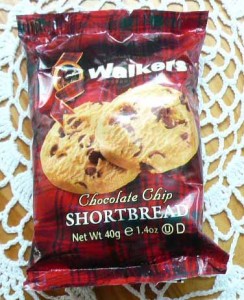 Walkers
Chocolate Chip
SHORTBREAD
Net Wt 40g ℮ 1.4oz Ⓤ D